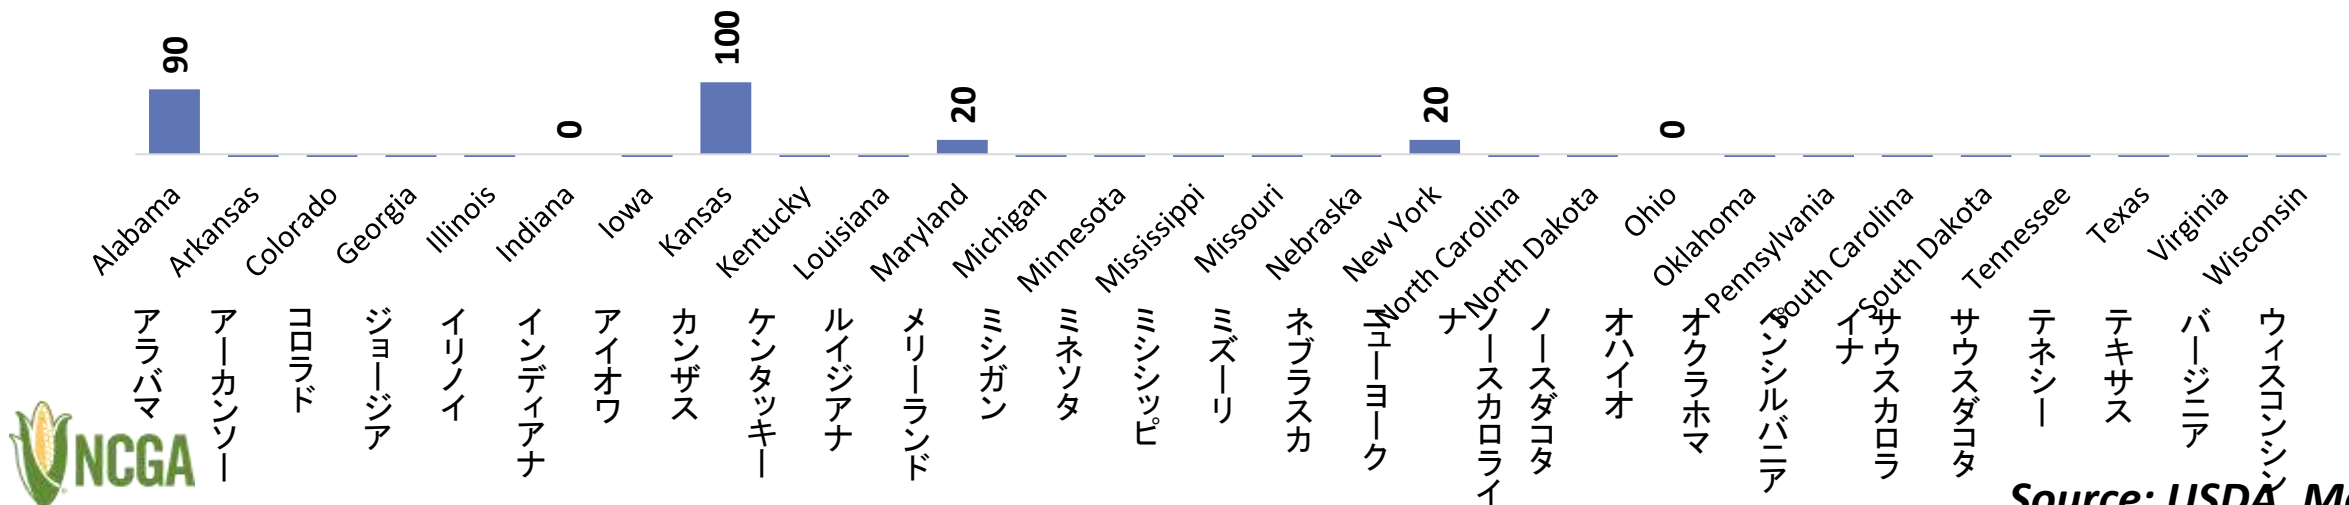 90
0
100
20
20
0
Alabama
Arkansas
Colorado
Georgia
Illinois
Indiana
Iowa
Kansas
Kentucky
Louisiana
Maryland
Michigan
Minnesota
Mississippi
Missouri
Nebraska
New York
North Carolina
North Dakota
Ohio
Oklahoma
Pennsylvania
South Carolina
South Dakota
Tennessee
Texas
Virginia
Wisconsin
アラバマ
アーカンソー
コロラド
ジョージア
イリノイ
インディアナ
アイオワ
カンザス
ケンタッキー
ルイジアナ
メリーランド
ミシガン
ミネソタ
ミシシッピ
ミズーリ
ネブラスカ
ニューヨーク
ノースカロライ
ナ
ノースダコタ
オハイオ
オクラホマ
ペンシルバニア
サウスカロラ
イナ
サウスダコタ
テネシー
テキサス
バージニア
ウィスコンシン
NCGA
Source: USDA